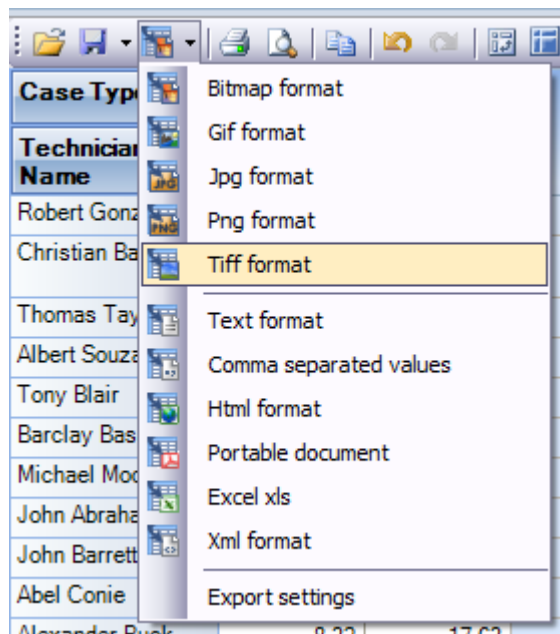 Case Typ
Bitmap format
Gif format
Technician
Name
Jpg format
Robert Gonz
Png format
Christian Ba
Tiff format
Thomas Tay
Text format
Albert Souza
Comma separated values
Tony Blair
Html format
Barclay Bas
Portable document
Michael Moo
Excel xls
John Abraha
Xml format
John Barrett
Abel Conie
Export settings